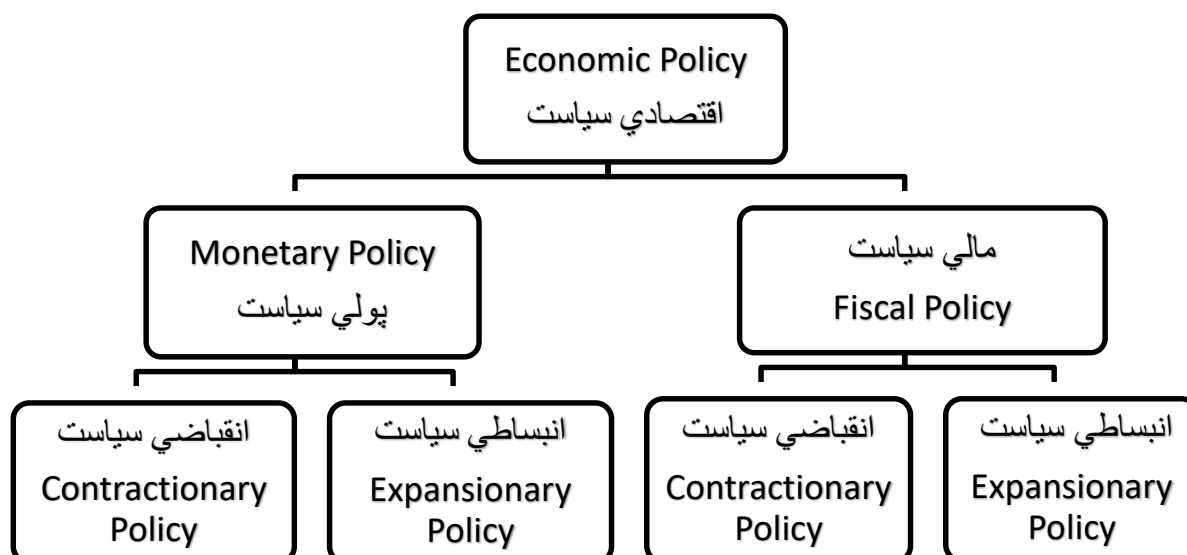 Economic Policy
اقتصادي سياست
Monetary Policy
پولي سياست
مالي سياست
Fiscal Policy
انقباضي سياست
Contractionary
Policy
انبساطي سياست
Expansionary
Policy
انقباضي سياست
Contractionary
Policy
انبساطي سياست
Expansionary
Policy